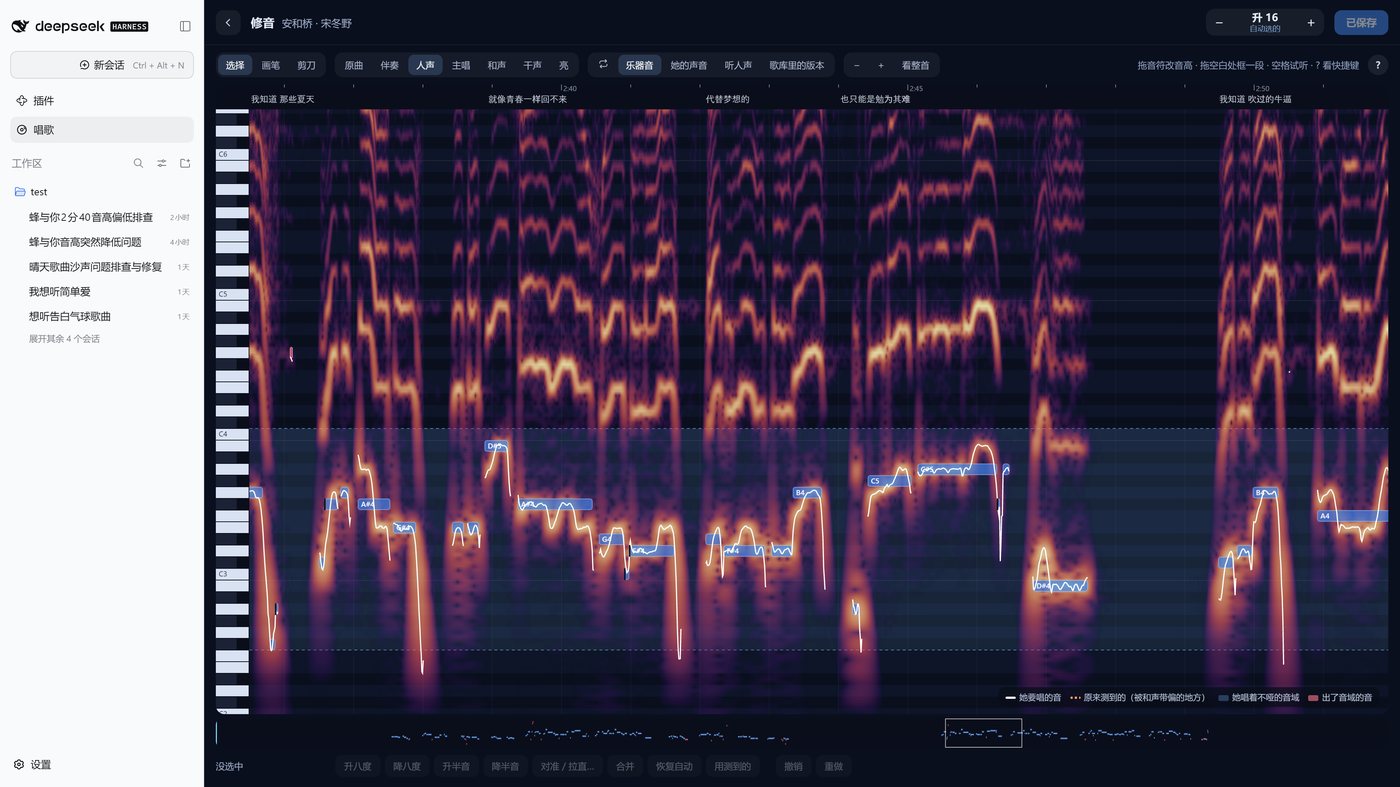 deepseek HARNESS
新会话 Ctrl + Alt + N
插件
唱歌
工作区
test
蜂与你2分40音高偏低排查 2小时
蜂与你音高突然降低问题 4小时
晴天歌曲沙声问题排查与修复 1天
我想听简单爱 1天
想听告白气球歌曲 1天
展开其余 4 个会话
设置
修音 安和桥 · 宋冬野
− 升 16 +
自动选的
已保存
选择 画笔 剪刀 原曲 伴奏 人声 主唱 和声 干声 亮 乐器音 她的声音 听人声 歌库里的版本 − + 看整首
拖音符改音高 · 拖空白处框一段 · 空格试听 · ? 看快捷键 ?
2:40 2:45 2:50
我知道 那些夏天 就像青春一样回不来 代替梦想的 也只能是勉为其难 我知道 吹过的牛逼
C6
C5
C4
D#5
C5
B4
B4
A#4
A4
G4
C3
D#4
她要唱的音 原来测到的（被和声带偏的地方） 她唱着不哑的音域 出了音域的音
没选中 升八度 降八度 升半音 降半音 对准 / 拉直… 合并 恢复自动 用测到的 撤销 重做